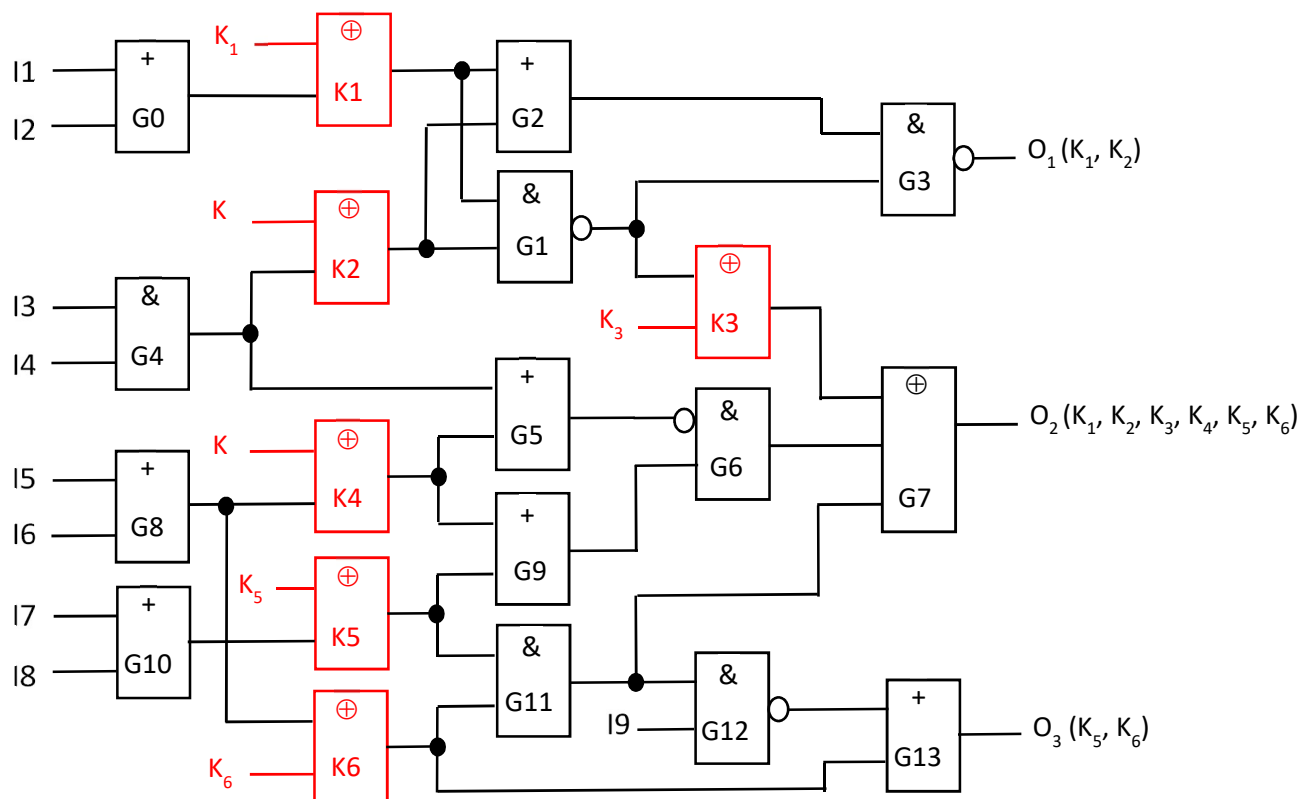 K₁
⊕
K1
I1
I2
+
G0
+
G2
&
G3
O₁ (K₁, K₂)
K
⊕
K2
&
G1
⊕
K3
K₃
I3
I4
&
G4
+
G5
&
G6
⊕
G7
O₂ (K₁, K₂, K₃, K₄, K₅, K₆)
K
⊕
K4
I5
I6
+
G8
+
G9
K₅
⊕
K5
I7
I8
+
G10
&
G11
&
G12
I9
+
G13
O₃ (K₅, K₆)
⊕
K6
K₆